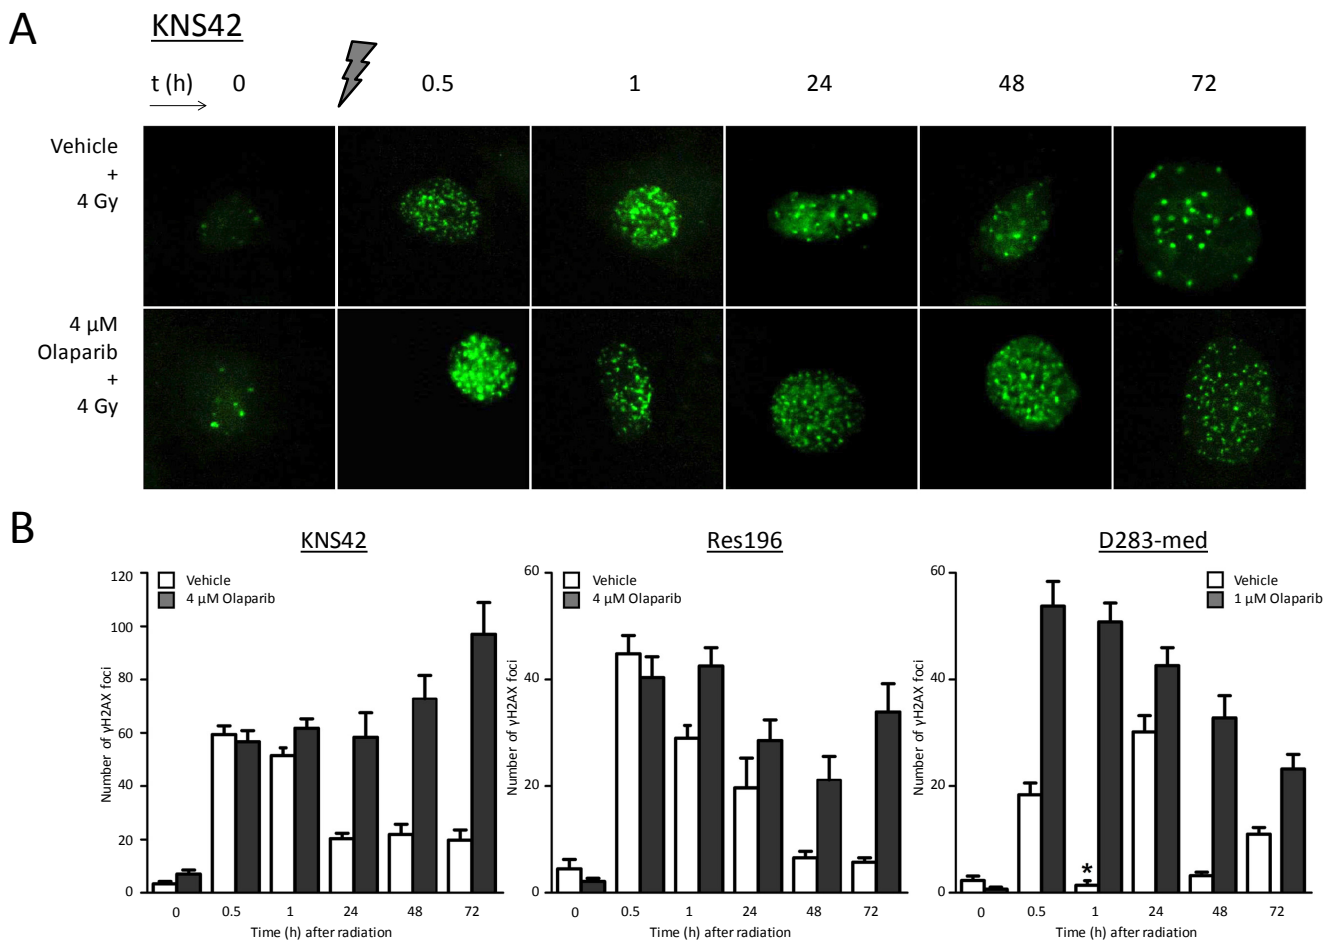 A
KNS42
t (h) 0 0.5 1 24 48 72
Vehicle
+
4 Gy
4 µM
Olaparib
+
4 Gy
B
KNS42
Number of γH2AX foci
120
100
80
60
40
20
0
Vehicle
4 µM Olaparib
0 0.5 1 24 48 72
Time (h) after radiation
Res196
Number of γH2AX foci
60
40
20
0
Vehicle
4 µM Olaparib
0 0.5 1 24 48 72
Time (h) after radiation
D283-med
Number of γH2AX foci
60
40
20
0
Vehicle
1 µM Olaparib
*
0 0.5 1 24 48 72
Time (h) after radiation